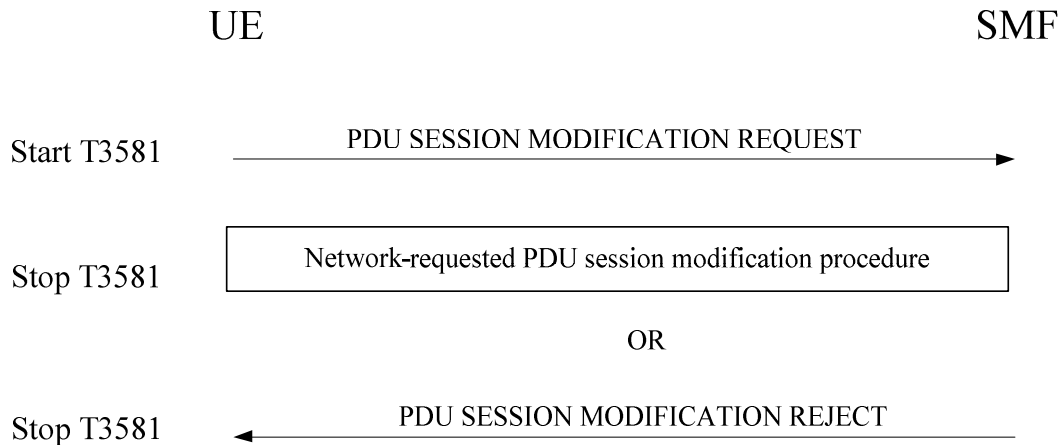 UE SMF
Start T3581 PDU SESSION MODIFICATION REQUEST
Stop T3581 Network-requested PDU session modification procedure
OR
Stop T3581 PDU SESSION MODIFICATION REJECT